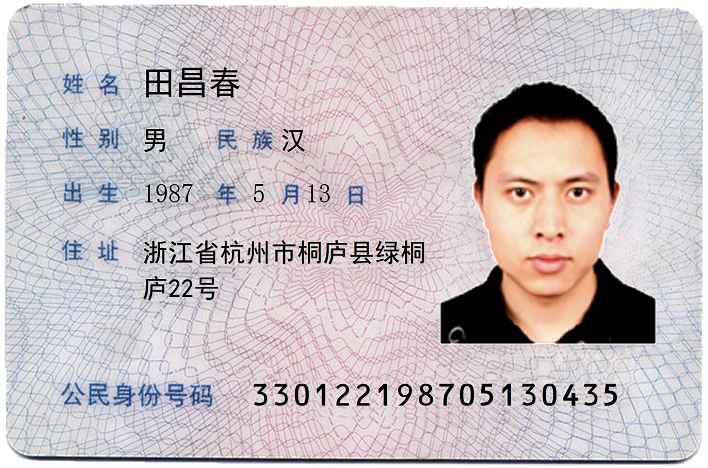 姓名 田昌春
性别 男 民族 汉
出生 1987 年 5 月 13 日
住址 浙江省杭州市桐庐县绿桐
庐22号
公民身份号码 330122198705130435